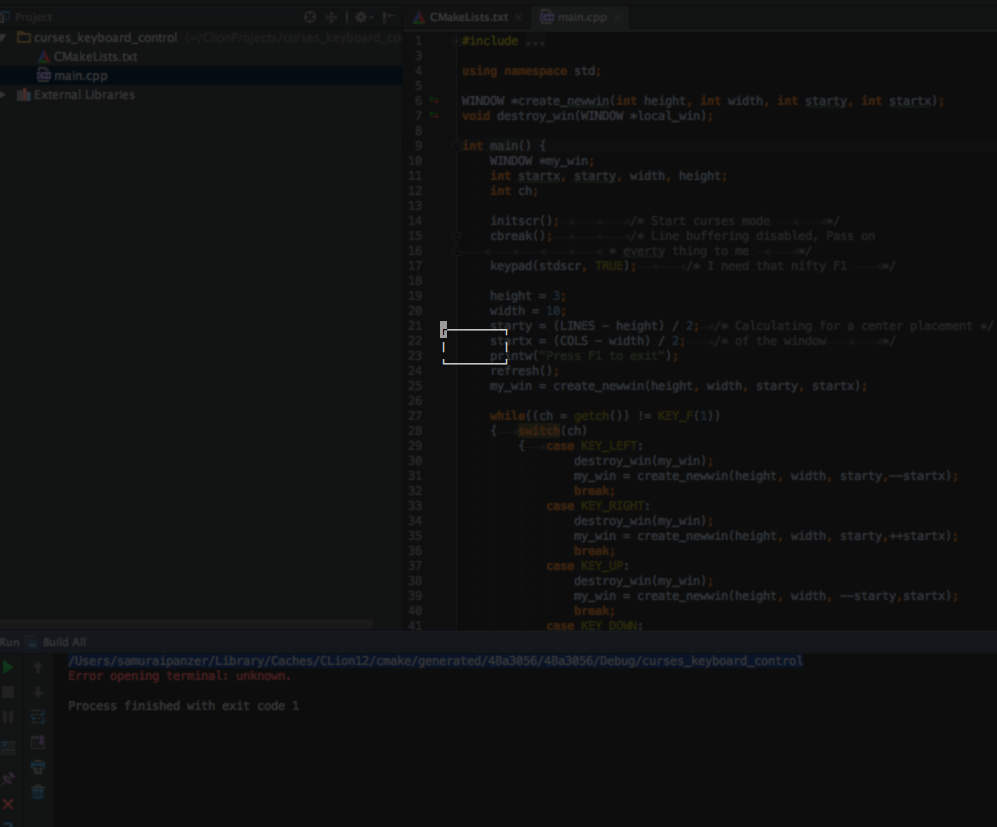 Project
CMakeLists.txt
main.cpp
curses_keyboard_control (~/ClionProjects/curses_keyboard_co
CMakeLists.txt
main.cpp
External Libraries
1 #include ...
3
4 using namespace std;
5
6 WINDOW *create_newwin(int height, int width, int starty, int startx);
7 void destroy_win(WINDOW *local_win);
8
9 int main() {
10 WINDOW *my_win;
11 int startx, starty, width, height;
12 int ch;
13
14 initscr(); /* Start curses mode */
15 cbreak(); /* Line buffering disabled, Pass on
16 * everty thing to me */
17 keypad(stdscr, TRUE); /* I need that nifty F1 */
18
19 height = 3;
20 width = 10;
21 starty = (LINES - height) / 2; /* Calculating for a center placement */
22 startx = (COLS - width) / 2; /* of the window */
23 printw("Press F1 to exit");
24 refresh();
25 my_win = create_newwin(height, width, starty, startx);
26
27 while((ch = getch()) != KEY_F(1))
28 { switch(ch)
29 { case KEY_LEFT:
30 destroy_win(my_win);
31 my_win = create_newwin(height, width, starty,--startx);
32 break;
33 case KEY_RIGHT:
34 destroy_win(my_win);
35 my_win = create_newwin(height, width, starty,++startx);
36 break;
37 case KEY_UP:
38 destroy_win(my_win);
39 my_win = create_newwin(height, width, --starty,startx);
40 break;
41 case KEY_DOWN:
Run Build All
/Users/samuraipanzer/Library/Caches/CLion12/cmake/generated/48a3056/48a3056/Debug/curses_keyboard_control
Error opening terminal: unknown.
Process finished with exit code 1